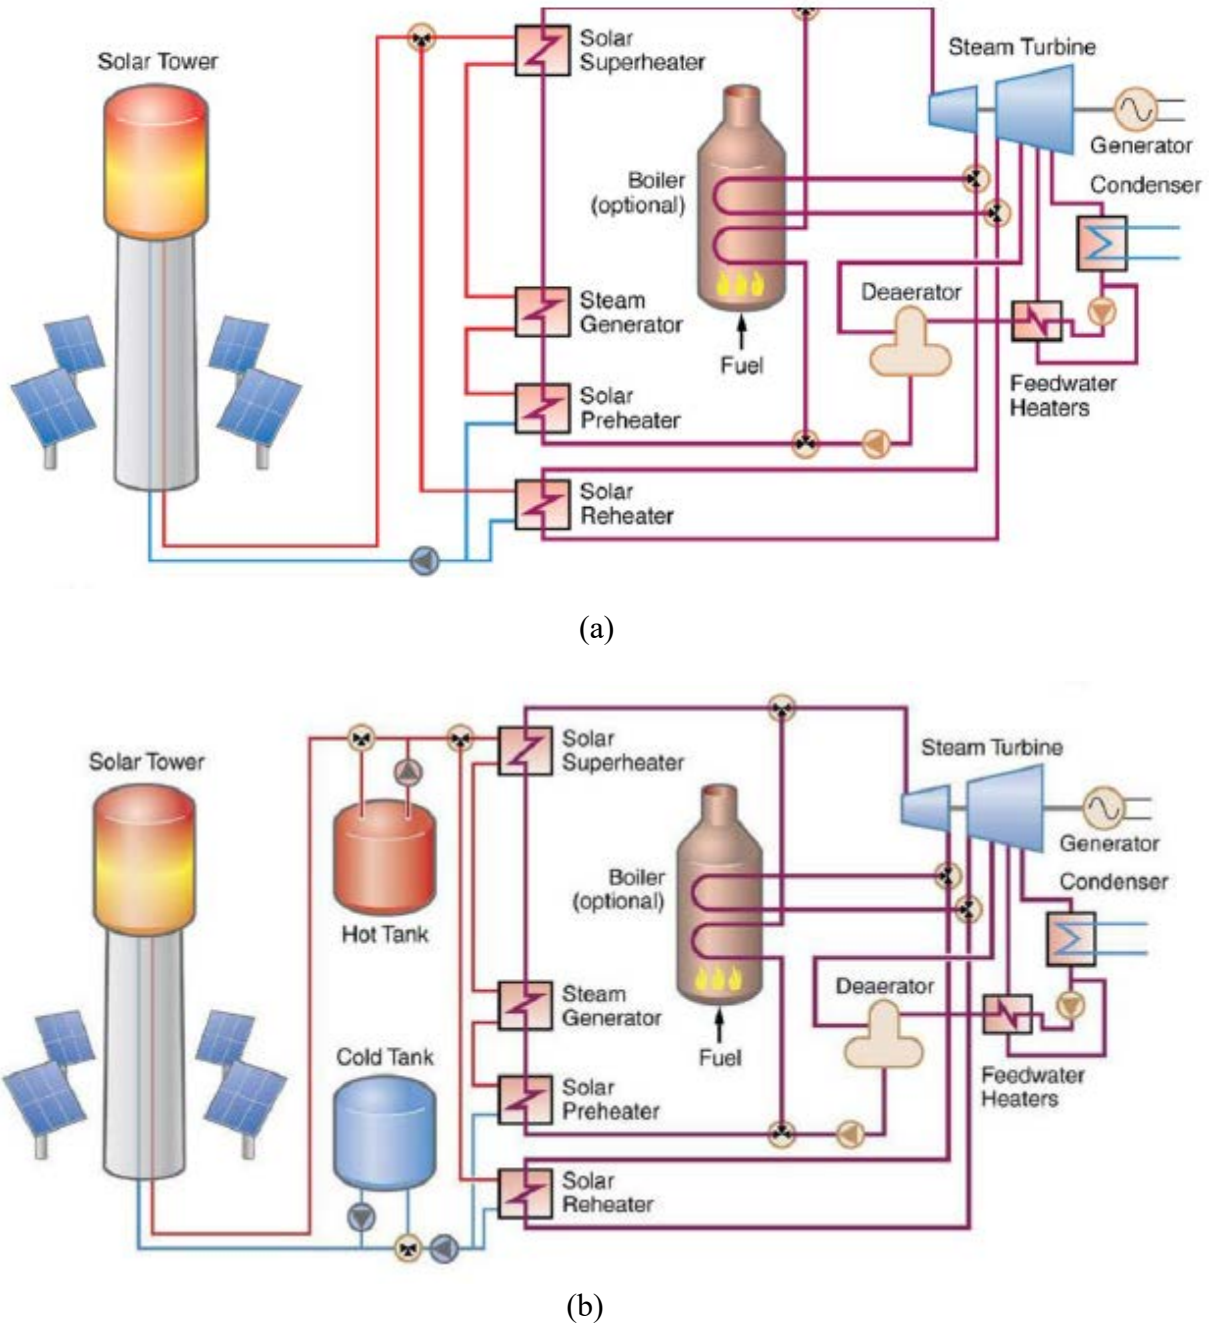 Solar Tower
Solar
Superheater
Steam Turbine
Generator
Boiler
(optional)
Condenser
Steam
Generator
Deaerator
Fuel
Feedwater
Heaters
Solar
Preheater
Solar
Reheater
(a)
Solar Tower
Solar
Superheater
Steam Turbine
Generator
Boiler
(optional)
Condenser
Hot Tank
Steam
Generator
Deaerator
Cold Tank
Fuel
Feedwater
Heaters
Solar
Preheater
Solar
Reheater
(b)